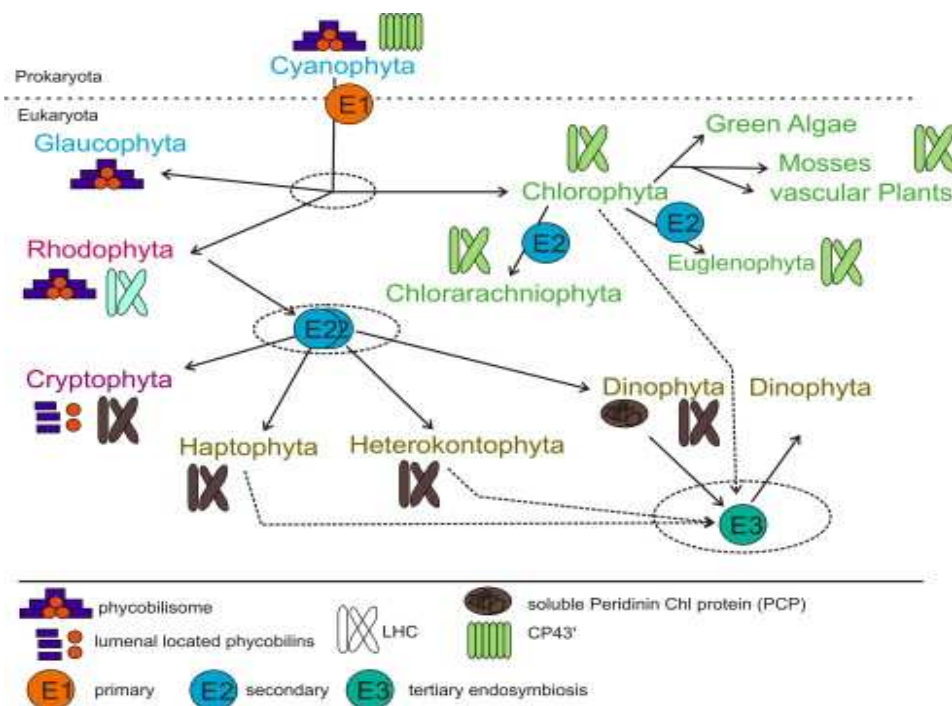 Cyanophyta
Prokaryota
E1
Eukaryota
Glaucophyta
Green Algae
Mosses
vascular Plants
Chlorophyta
E2
E2
Rhodophyta
Euglenophyta
Chlorarachniophyta
E22
Cryptophyta
Dinophyta
Dinophyta
Haptophyta
Heterokontophyta
E3
phycobilisome
LHC
soluble Peridinin Chl protein (PCP)
lumenal located phycobilins
CP43'
E1 primary
E2 secondary
E3 tertiary endosymbiosis